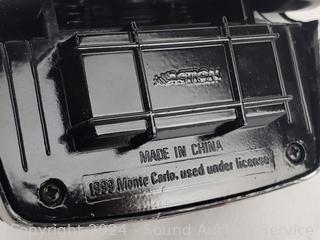 ACTION
MADE IN CHINA
1999 Monte Carlo, used under license
Copyright 2024 - Sound Auction Service